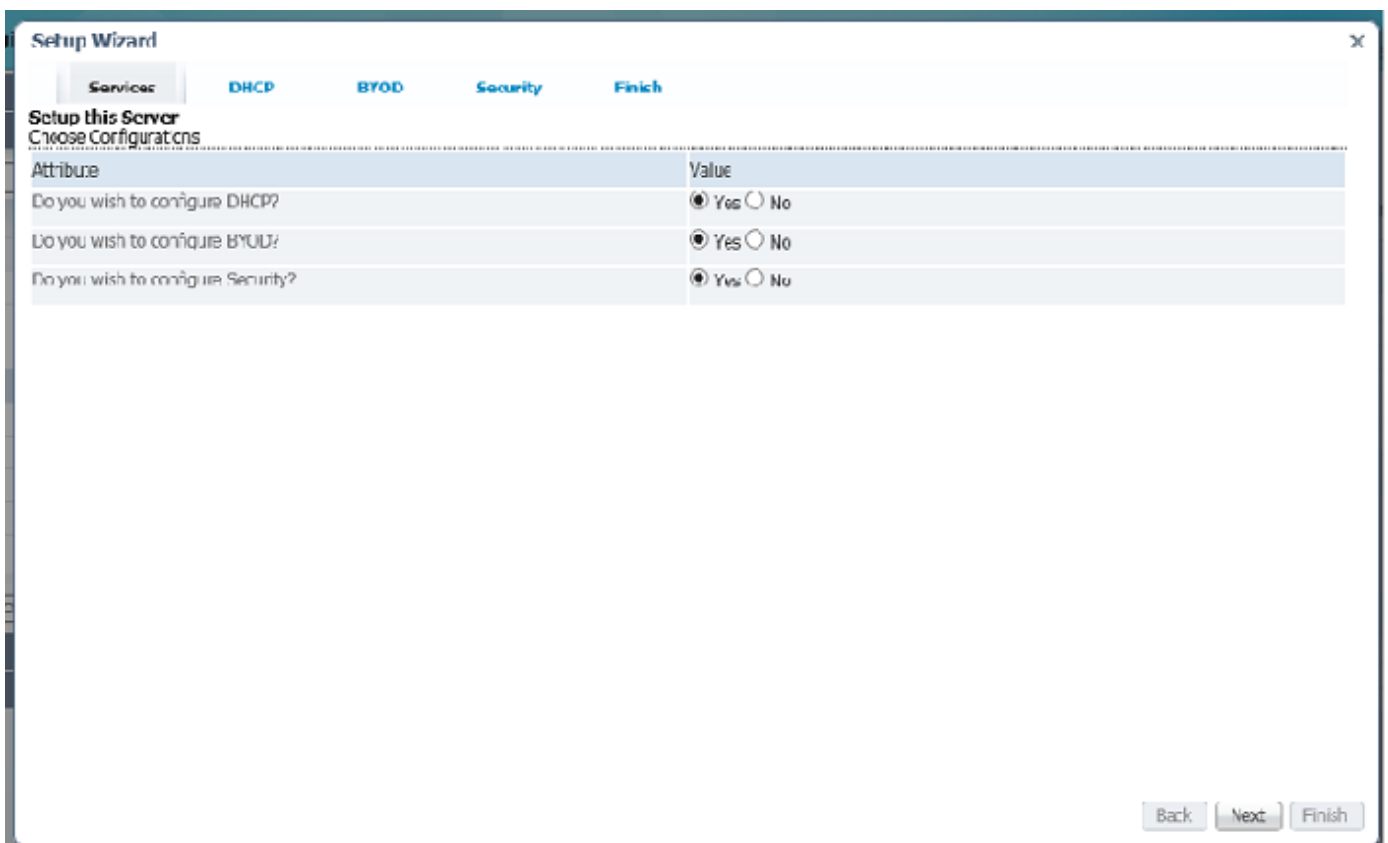 Setup Wizard x
Services DHCP BYOD Security Finish
Setup this Server
Choose Configurations
Attribute Value
Do you wish to configure DHCP? Yes No
Do you wish to configure BYOD? Yes No
Do you wish to configure Security? Yes No
Back Next Finish